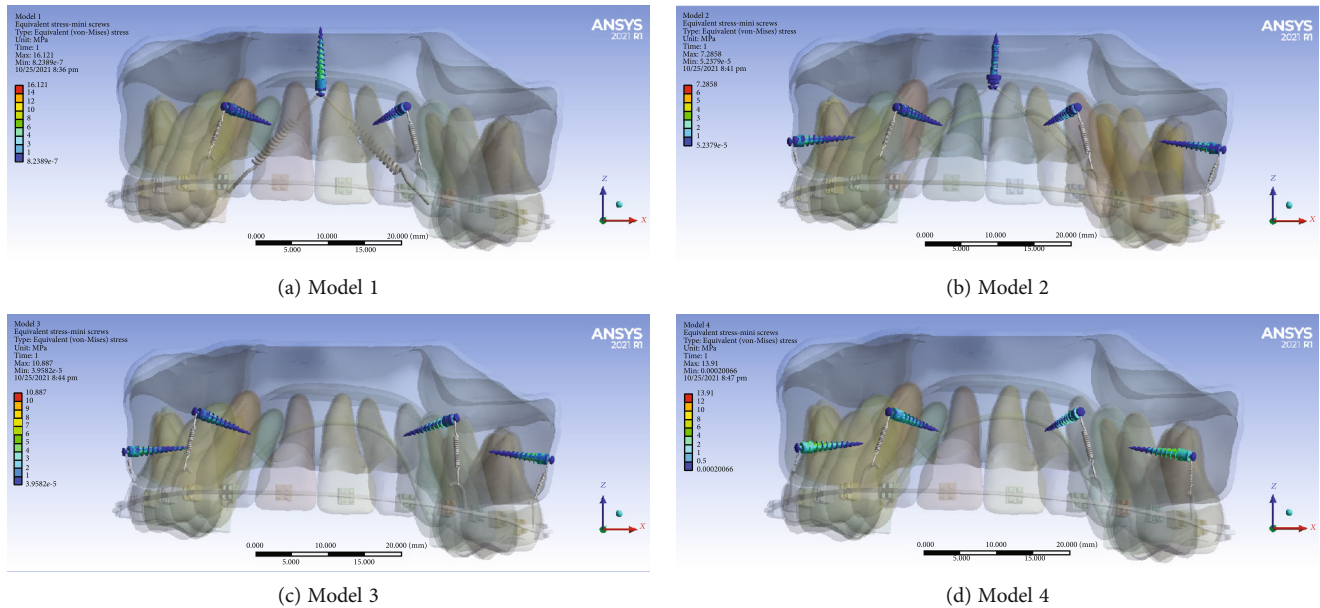 Model 1
Equivalent stress-mini screws
Type: Equivalent (von-Mises) stress
Unit: MPa
Time: 1
Max: 16.121
Min: 8.2389e-7
10/25/2021 8:36 pm
16.121
14
12
10
8
6
4
3
1
8.2389e-7
ANSYS
2021 R1
Z
X
0.000 10.000 20.000 (mm)
5.000 15.000
(a) Model 1
Model 2
Equivalent stress-mini screws
Type: Equivalent (von-Mises) stress
Unit: MPa
Time: 1
Max: 7.2858
Min: 5.2379e-5
10/25/2021 8:41 pm
7.2858
6
5
4
3
2
1
5.2379e-5
ANSYS
2021 R1
Z
X
0.000 10.000 20.000 (mm)
5.000 15.000
(b) Model 2
Model 3
Equivalent stress-mini screws
Type: Equivalent (von-Mises) stress
Unit: MPa
Time: 1
Max: 10.887
Min: 3.9582e-5
10/25/2021 8:44 pm
10.887
10
9
8
7
6
5
4
3
2
1
3.9582e-5
ANSYS
2021 R1
Z
X
0.000 10.000 20.000 (mm)
5.000 15.000
(c) Model 3
Model 4
Equivalent stress-mini screws
Type: Equivalent (von-Mises) stress
Unit: MPa
Time: 1
Max: 13.91
Min: 0.00020066
10/25/2021 8:47 pm
13.91
12
10
8
6
4
2
1
0.5
0.00020066
ANSYS
2021 R1
Z
X
0.000 10.000 20.000 (mm)
5.000 15.000
(d) Model 4